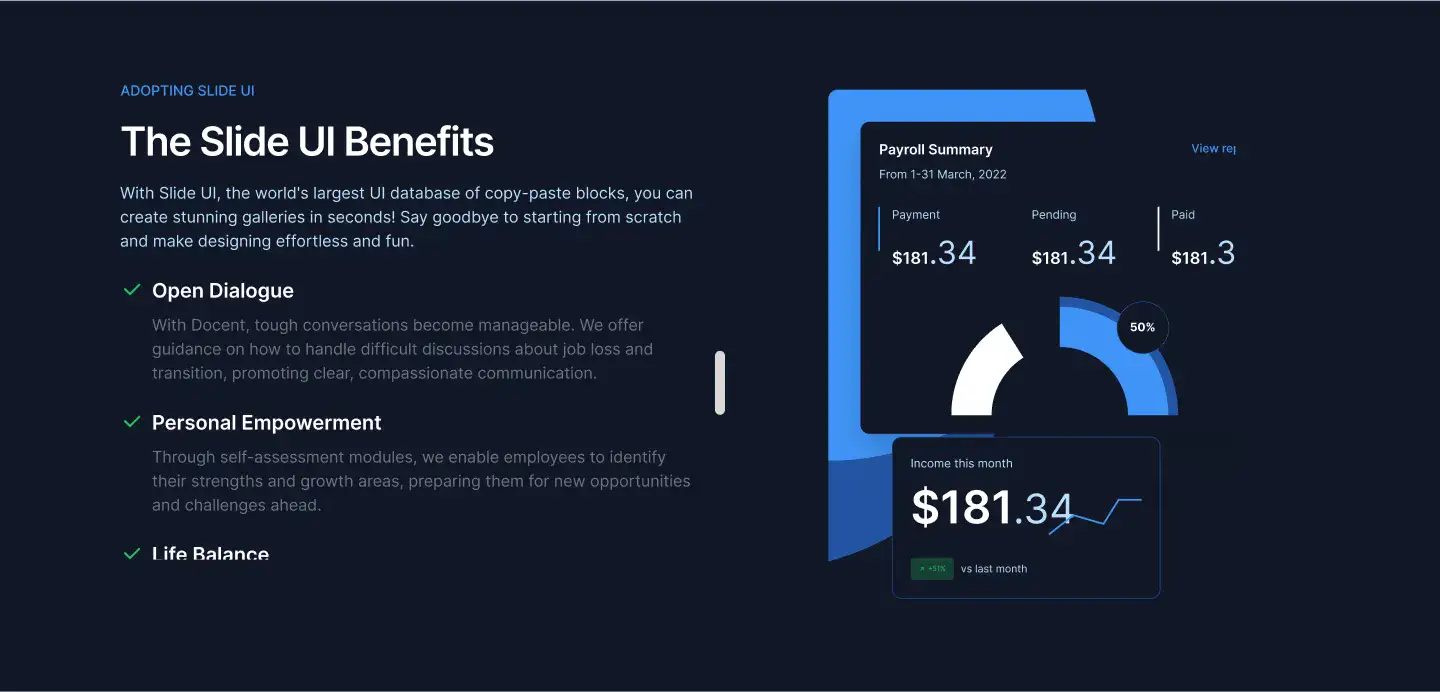 ADOPTING SLIDE UI
The Slide UI Benefits
With Slide UI, the world's largest UI database of copy-paste blocks, you can
create stunning galleries in seconds! Say goodbye to starting from scratch
and make designing effortless and fun.
Open Dialogue
With Docent, tough conversations become manageable. We offer
guidance on how to handle difficult discussions about job loss and
transition, promoting clear, compassionate communication.
Personal Empowerment
Through self-assessment modules, we enable employees to identify
their strengths and growth areas, preparing them for new opportunities
and challenges ahead.
Life Balance
Payroll Summary
View rep
From 1-31 March, 2022
Payment Pending Paid
$181.34 $181.34 $181.3
50%
Income this month
$181.34
+51% vs last month